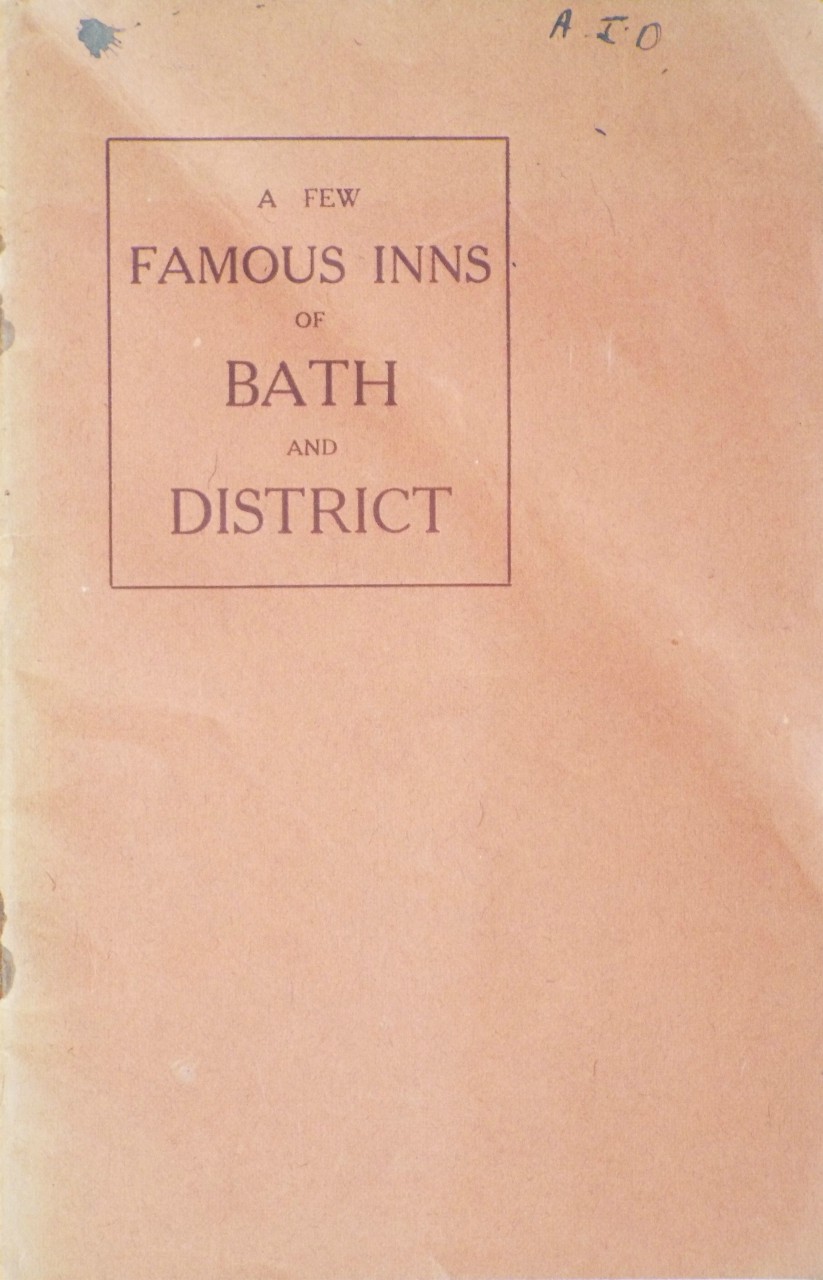 A. I. O
A FEW
FAMOUS INNS
OF
BATH
AND
DISTRICT